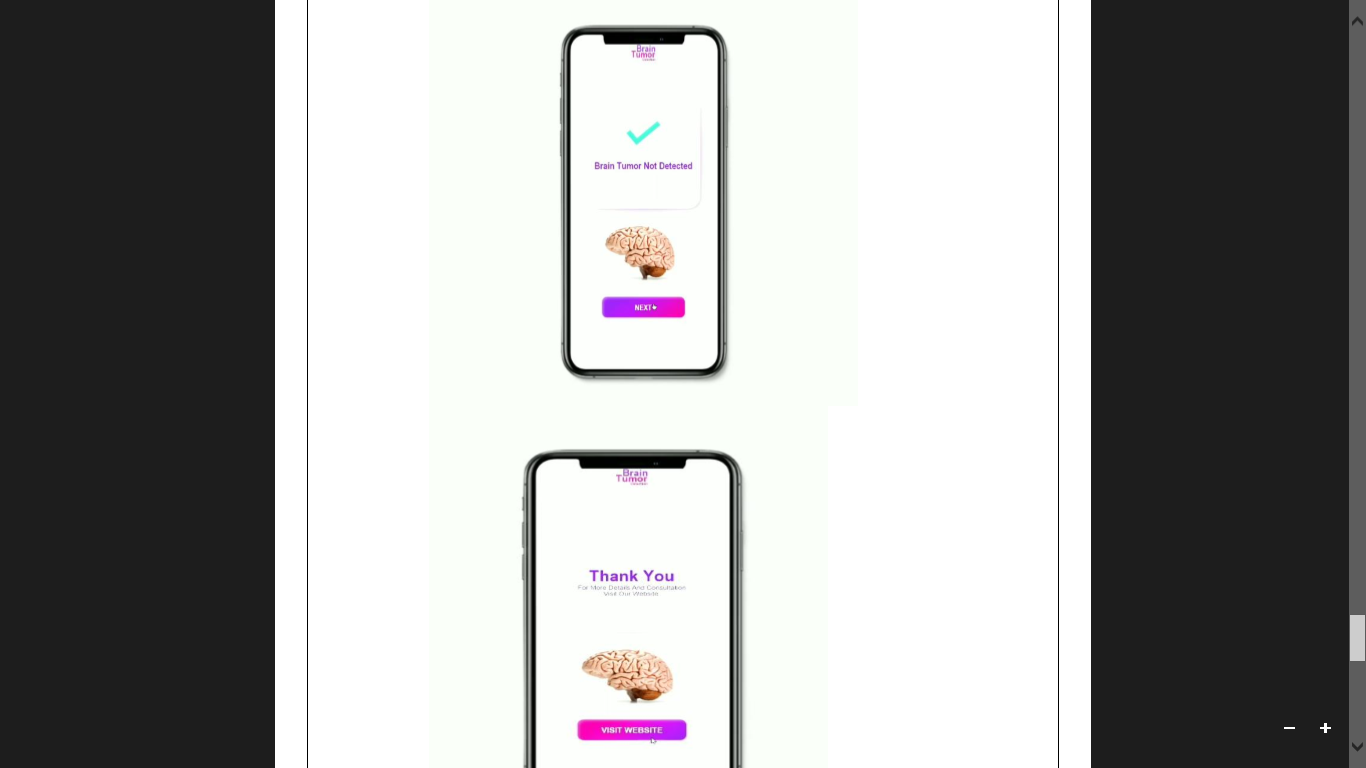 Brain
Tumor
Brain Tumor Not Detected
NEXT
Brain
Tumor
Thank You
For More Details And Consultation
Visit Our Website
VISIT WEBSITE